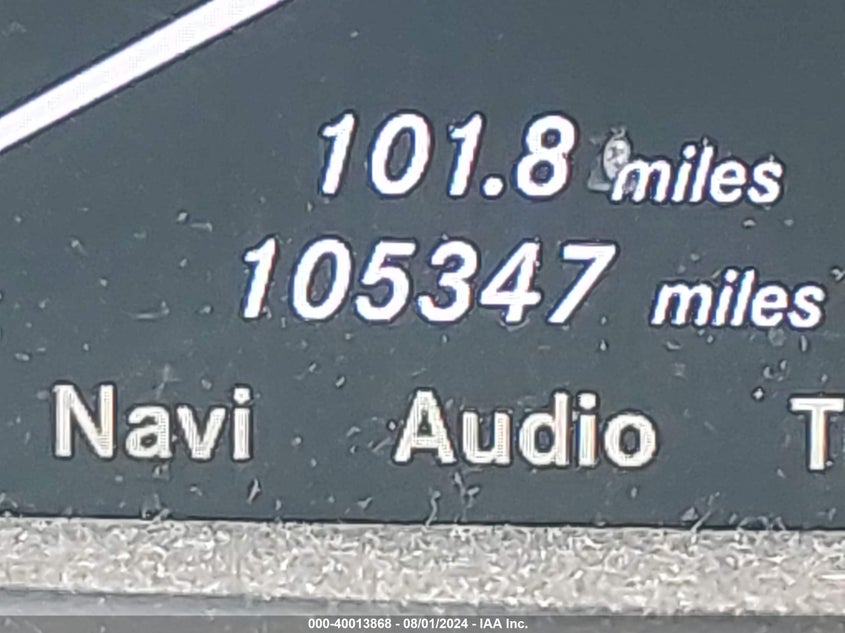 101.8 miles
105347 miles
Navi Audio T
000-40013868 - 08/01/2024 - IAA Inc.